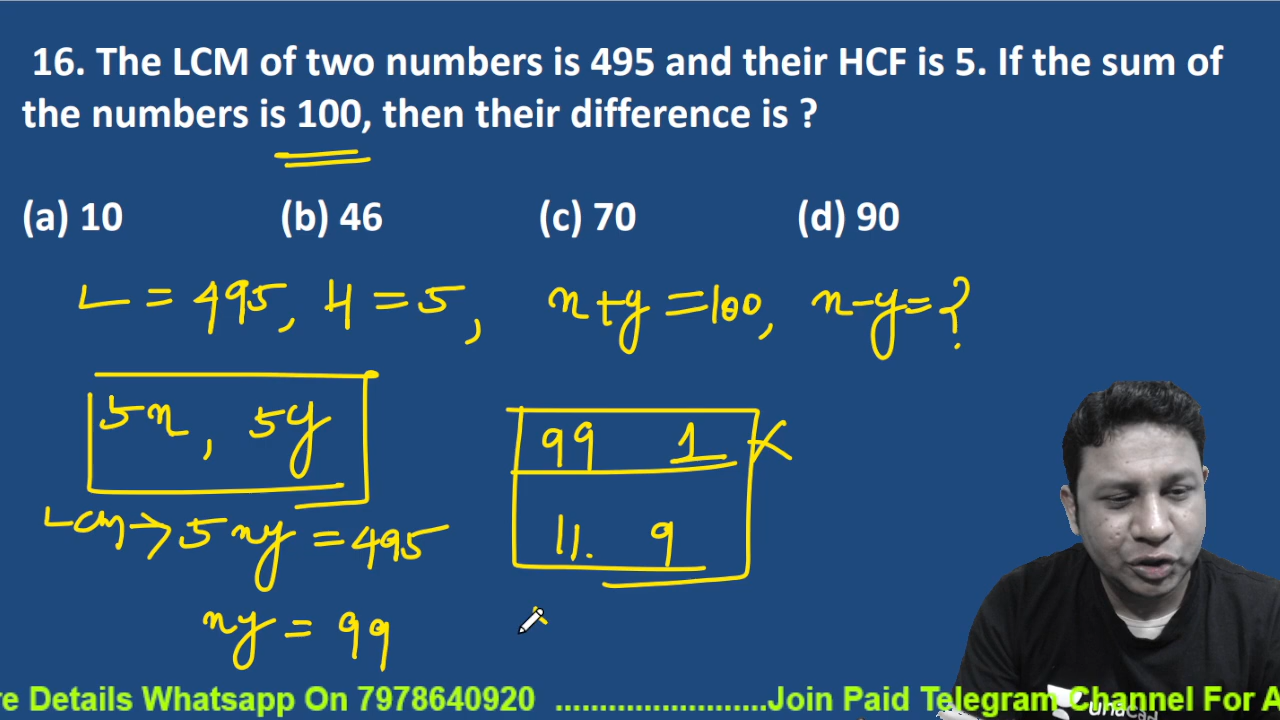 16. The LCM of two numbers is 495 and their HCF is 5. If the sum of
the numbers is 100, then their difference is ?
(a) 10 (b) 46 (c) 70 (d) 90
L = 495, H = 5, x+y = 100, x-y = ?
5x, 5y
99 1 ×
LCM → 5xy = 495
11. 9
xy = 99
re Details Whatsapp On 7978640920 ........................Join Paid Telegram Channel For A